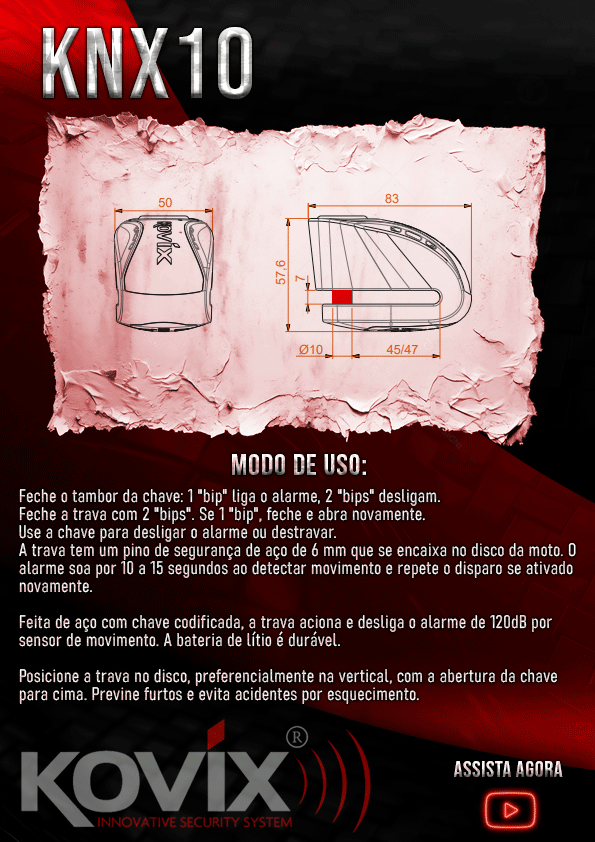 KNX10
50
83
KOVIX
57,6
7
Ø10
45/47
MODO DE USO:
Feche o tambor da chave: 1 "bip" liga o alarme, 2 "bips" desligam.
Feche a trava com 2 "bips". Se 1 "bip", feche e abra novamente.
Use a chave para desligar o alarme ou destravar.
A trava tem um pino de segurança de aço de 6 mm que se encaixa no disco da moto. O
alarme soa por 10 a 15 segundos ao detectar movimento e repete o disparo se ativado
novamente.
Feita de aço com chave codificada, a trava aciona e desliga o alarme de 120dB por
sensor de movimento. A bateria de lítio é durável.
Posicione a trava no disco, preferencialmente na vertical, com a abertura da chave
para cima. Previne furtos e evita acidentes por esquecimento.
KOVIX®
INNOVATIVE SECURITY SYSTEM
ASSISTA AGORA